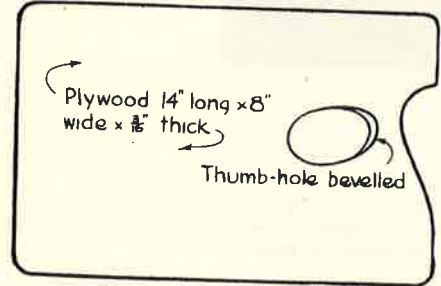 Plywood 14" long × 8"
wide × 3/16" thick
Thumb-hole bevelled